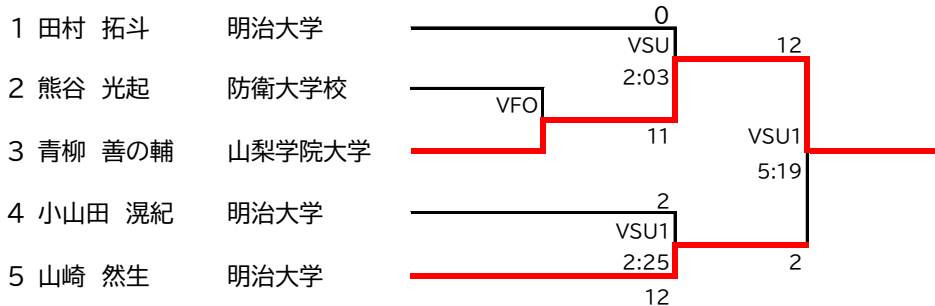 0
1 田村 拓斗 明治大学
VSU 12
2:03
2 熊谷 光起 防衛大学校
VFO
11 VSU1
3 青柳 善の輔 山梨学院大学
5:19
2
4 小山田 滉紀 明治大学
VSU1
2:25 2
5 山崎 然生 明治大学
12